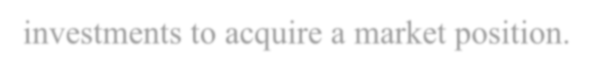 investments to acquire a market position.